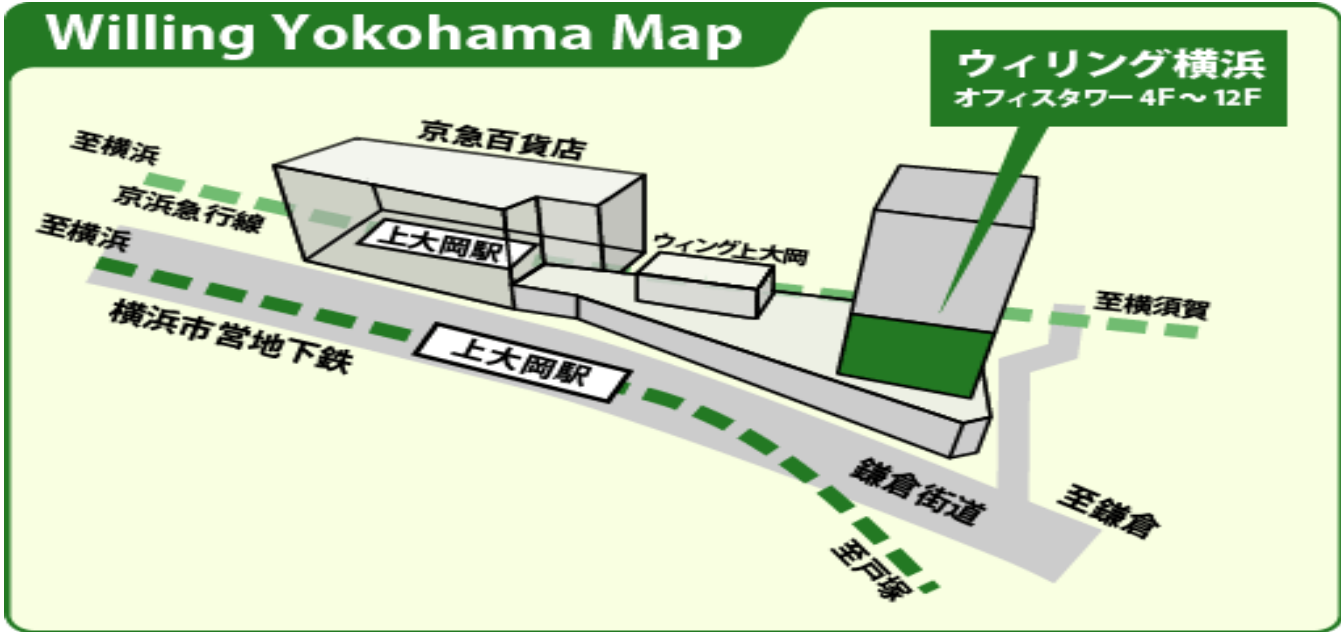 Willing Yokohama Map
ウィリング横浜
オフィスタワー 4F～12F
京急百貨店
至横浜
京浜急行線
至横浜
上大岡駅
ウィング上大岡
至横須賀
横浜市営地下鉄
上大岡駅
鎌倉街道
至鎌倉
至戸塚